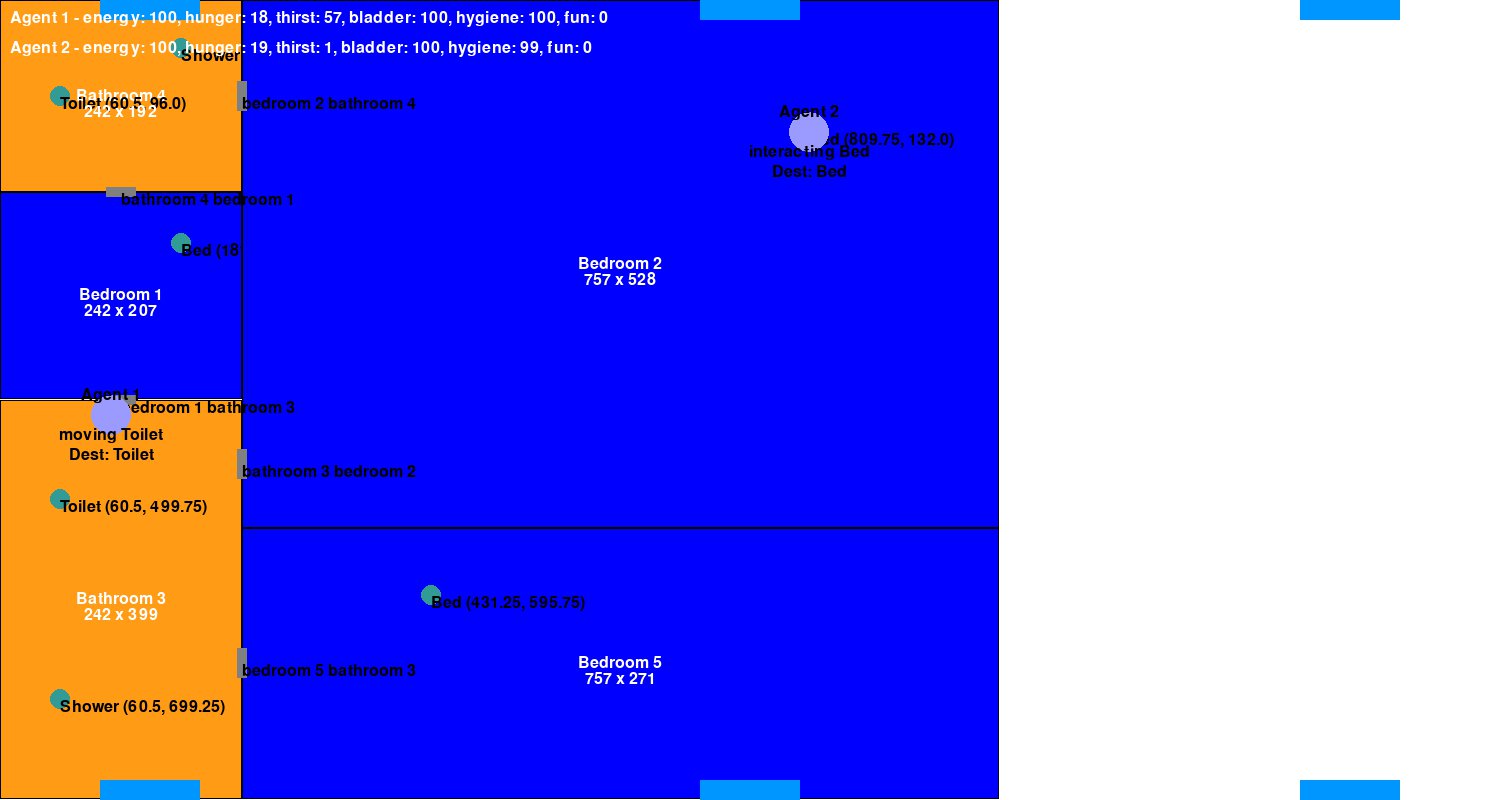 Agent 1 - energy: 100, hunger: 18, thirst: 57, bladder: 100, hygiene: 100, fun: 0
Agent 2 - energy: 100, hunger: 19, thirst: 1, bladder: 100, hygiene: 99, fun: 0
Shower
Bathroom 4
242 x 192
Toilet (60.5, 96.0)
bedroom 2 bathroom 4
Agent 2
(809.75, 132.0)
interacting Bed
Dest: Bed
bathroom 4 bedroom 1
Bed (18
Bedroom 2
757 x 528
Bedroom 1
242 x 207
Agent 1
edroom 1 bathroom 3
moving Toilet
Dest: Toilet
bathroom 3 bedroom 2
Toilet (60.5, 499.75)
Bathroom 3
242 x 399
Bed (431.25, 595.75)
Bedroom 5
757 x 271
bedroom 5 bathroom 3
Shower (60.5, 699.25)